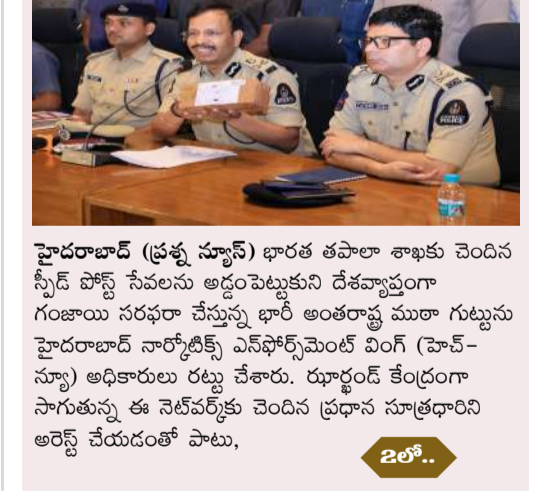 హైదరాబాద్ (ప్రశ్న న్యూస్) భారత తపాలా శాఖకు చెందిన
స్పీడ్ పోస్ట్ సేవలను అడ్డంపెట్టుకుని దేశవ్యాప్తంగా
గంజాయి సరఫరా చేస్తున్న భారీ అంతరాష్ట్ర ముఠా గుట్టును
హైదరాబాద్ నార్కోటిక్స్ ఎన్‌ఫోర్స్‌మెంట్ వింగ్ (హెచ్-
న్యూ) అధికారులు రట్టు చేశారు. ఝార్ఖండ్ కేంద్రంగా
సాగుతున్న ఈ నెట్‌వర్క్‌కు చెందిన ప్రధాన సూత్రధారిని
అరెస్ట్ చేయడంతో పాటు,
2లో..